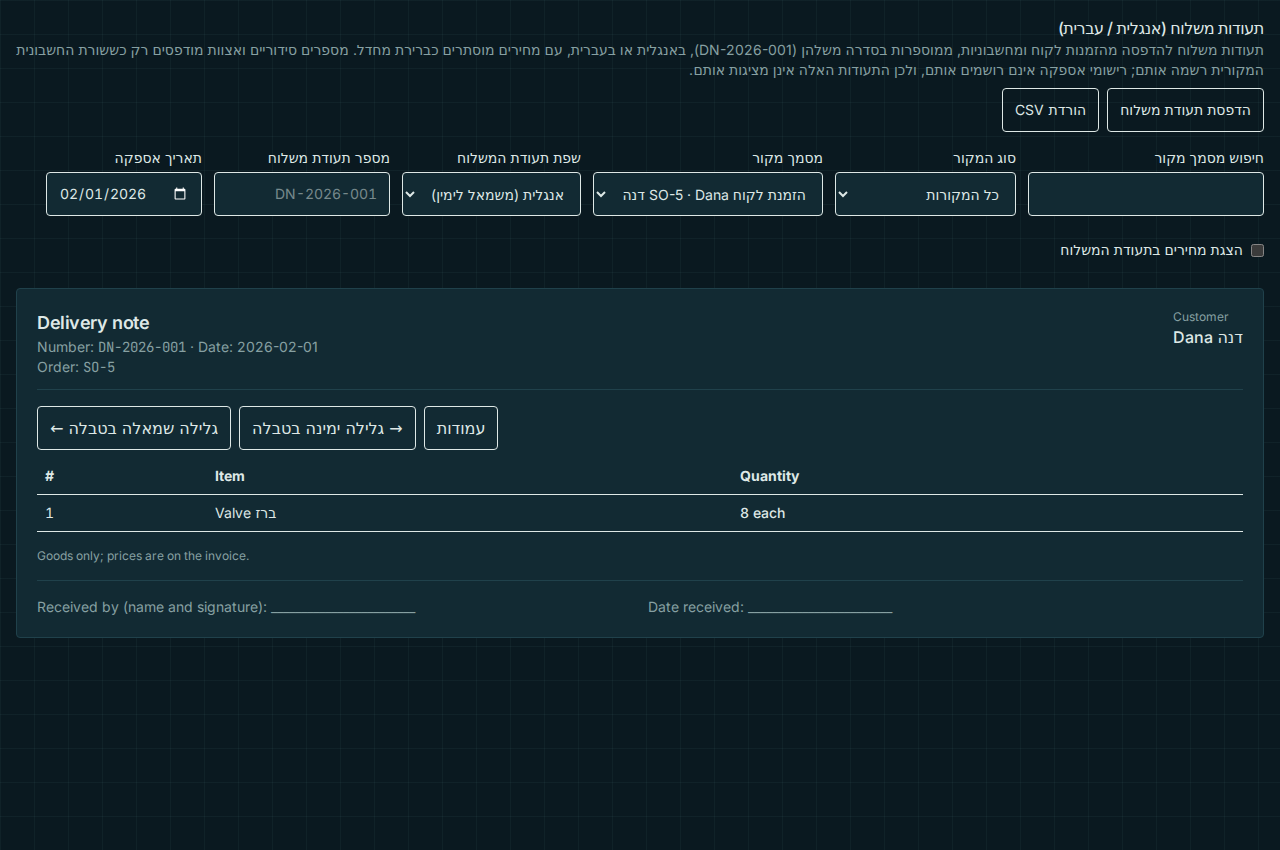 תעודות משלוח (אנגלית / עברית)
תעודות משלוח להדפסה מהזמנות לקוח ומחשבוניות, ממוספרות בסדרה משלהן (DN-2026-001), באנגלית או בעברית, עם מחירים מוסתרים כברירת מחדל. מספרים סידוריים ואצוות מודפסים רק כששורת החשבונית
המקורית רשמה אותם; רישומי אספקה אינם רושמים אותם, ולכן התעודות האלה אינן מציגות אותם.
הדפסת תעודת משלוח הורדת CSV
חיפוש מסמך מקור סוג המקור מסמך מקור שפת תעודת המשלוח מספר תעודת משלוח תאריך אספקה
כל המקורות הזמנת לקוח SO-5 · Dana דנה אנגלית (משמאל לימין) DN-2026-001 02/01/2026
הצגת מחירים בתעודת המשלוח
Delivery note
Number: DN-2026-001 · Date: 2026-02-01
Order: SO-5
Customer
Dana דנה
← גלילה שמאלה בטבלה → גלילה ימינה בטבלה עמודות
# Item Quantity
1 Valve ברז 8 each
Goods only; prices are on the invoice.
Received by (name and signature): ____________________ Date received: ____________________